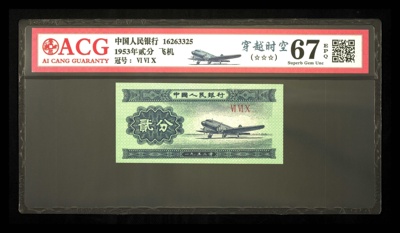 ACG
AI CANG GUARANTY
中国人民银行 16263325
1953年贰分 飞机
冠号: VI VI X
穿越时空
(☆☆☆)
67 EPQ
Superb Gem Unc
中國人民銀行
VI VI X
贰分
一九五三年